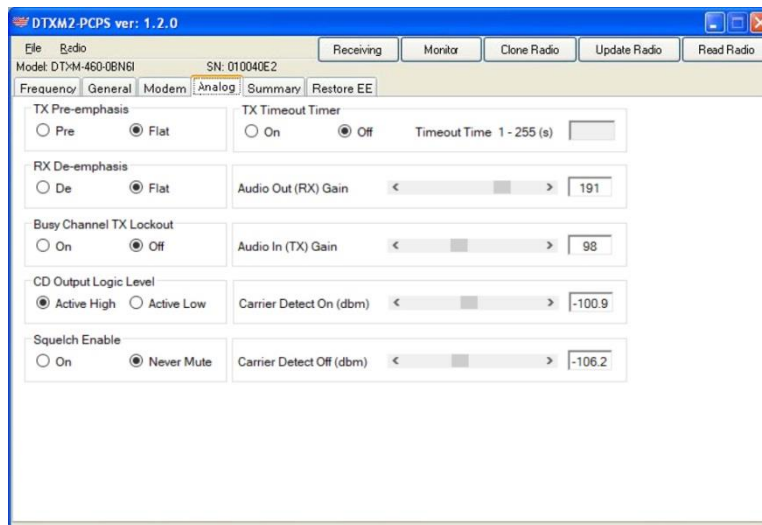 DTXM2-PCPS ver: 1.2.0
File Radio Receiving Monitor Clone Radio Update Radio Read Radio
Model: DTXM-460-0BN6I SN: 010040E2
Frequency General Modem Analog Summary Restore EE
TX Pre-emphasis TX Timeout Timer
Pre Flat On Off Timeout Time 1 - 255 (s)
RX De-emphasis
De Flat Audio Out (RX) Gain < > 191
Busy Channel TX Lockout
On Off Audio In (TX) Gain < > 98
CD Output Logic Level
Active High Active Low Carrier Detect On (dbm) < > -100.9
Squelch Enable
On Never Mute Carrier Detect Off (dbm) < > -106.2